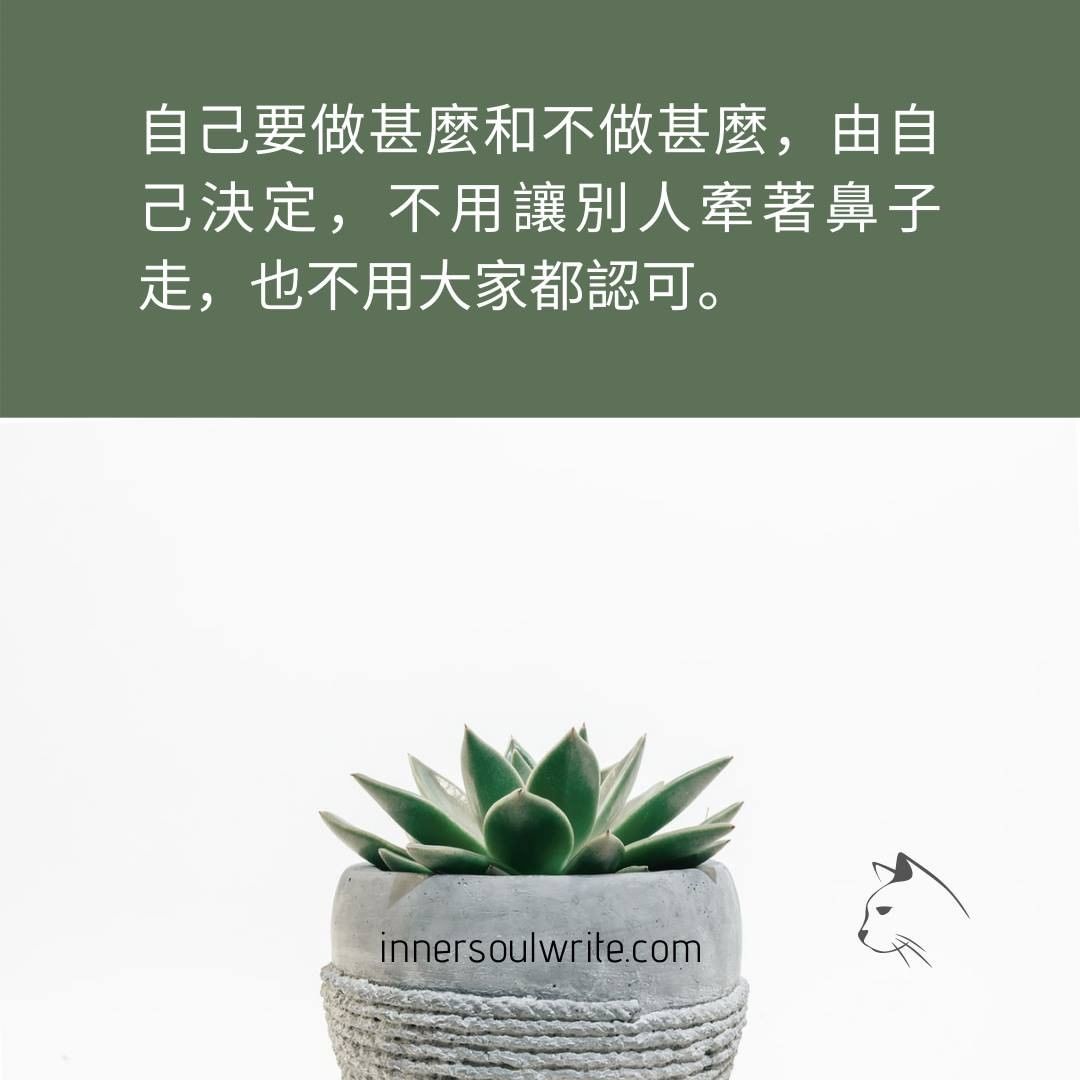 自己要做甚麼和不做甚麼，由自
己決定，不用讓別人牽著鼻子
走，也不用大家都認可。
innersoulwrite.com